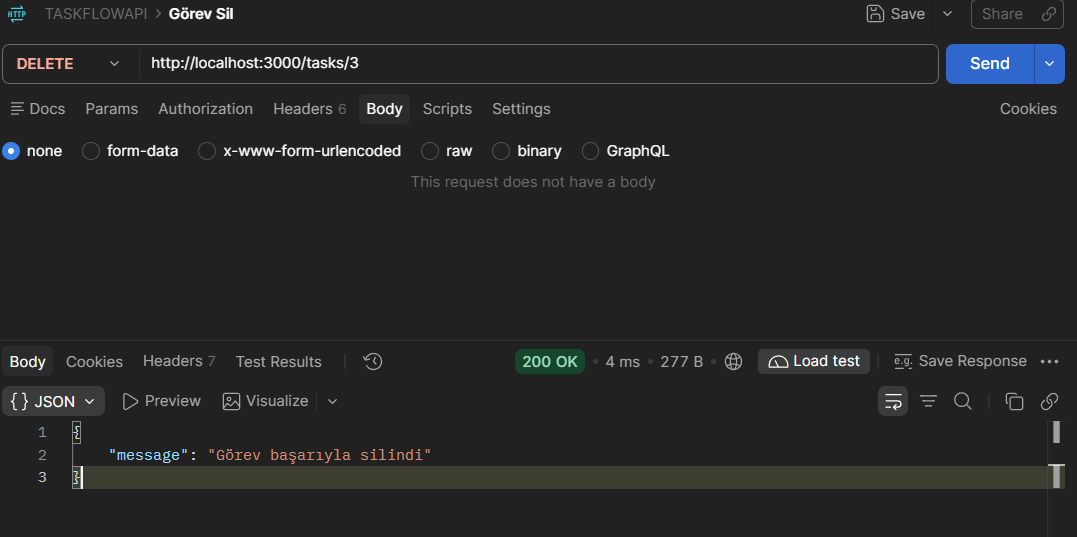 HTTP TASKFLOWAPI > Görev Sil Save Share
DELETE http://localhost:3000/tasks/3 Send
Docs Params Authorization Headers 6 Body Scripts Settings Cookies
none form-data x-www-form-urlencoded raw binary GraphQL
This request does not have a body
Body Cookies Headers 7 Test Results 200 OK • 4 ms • 277 B • Load test e.g. Save Response
{} JSON Preview Visualize
1 {
2 "message": "Görev başarıyla silindi"
3 }